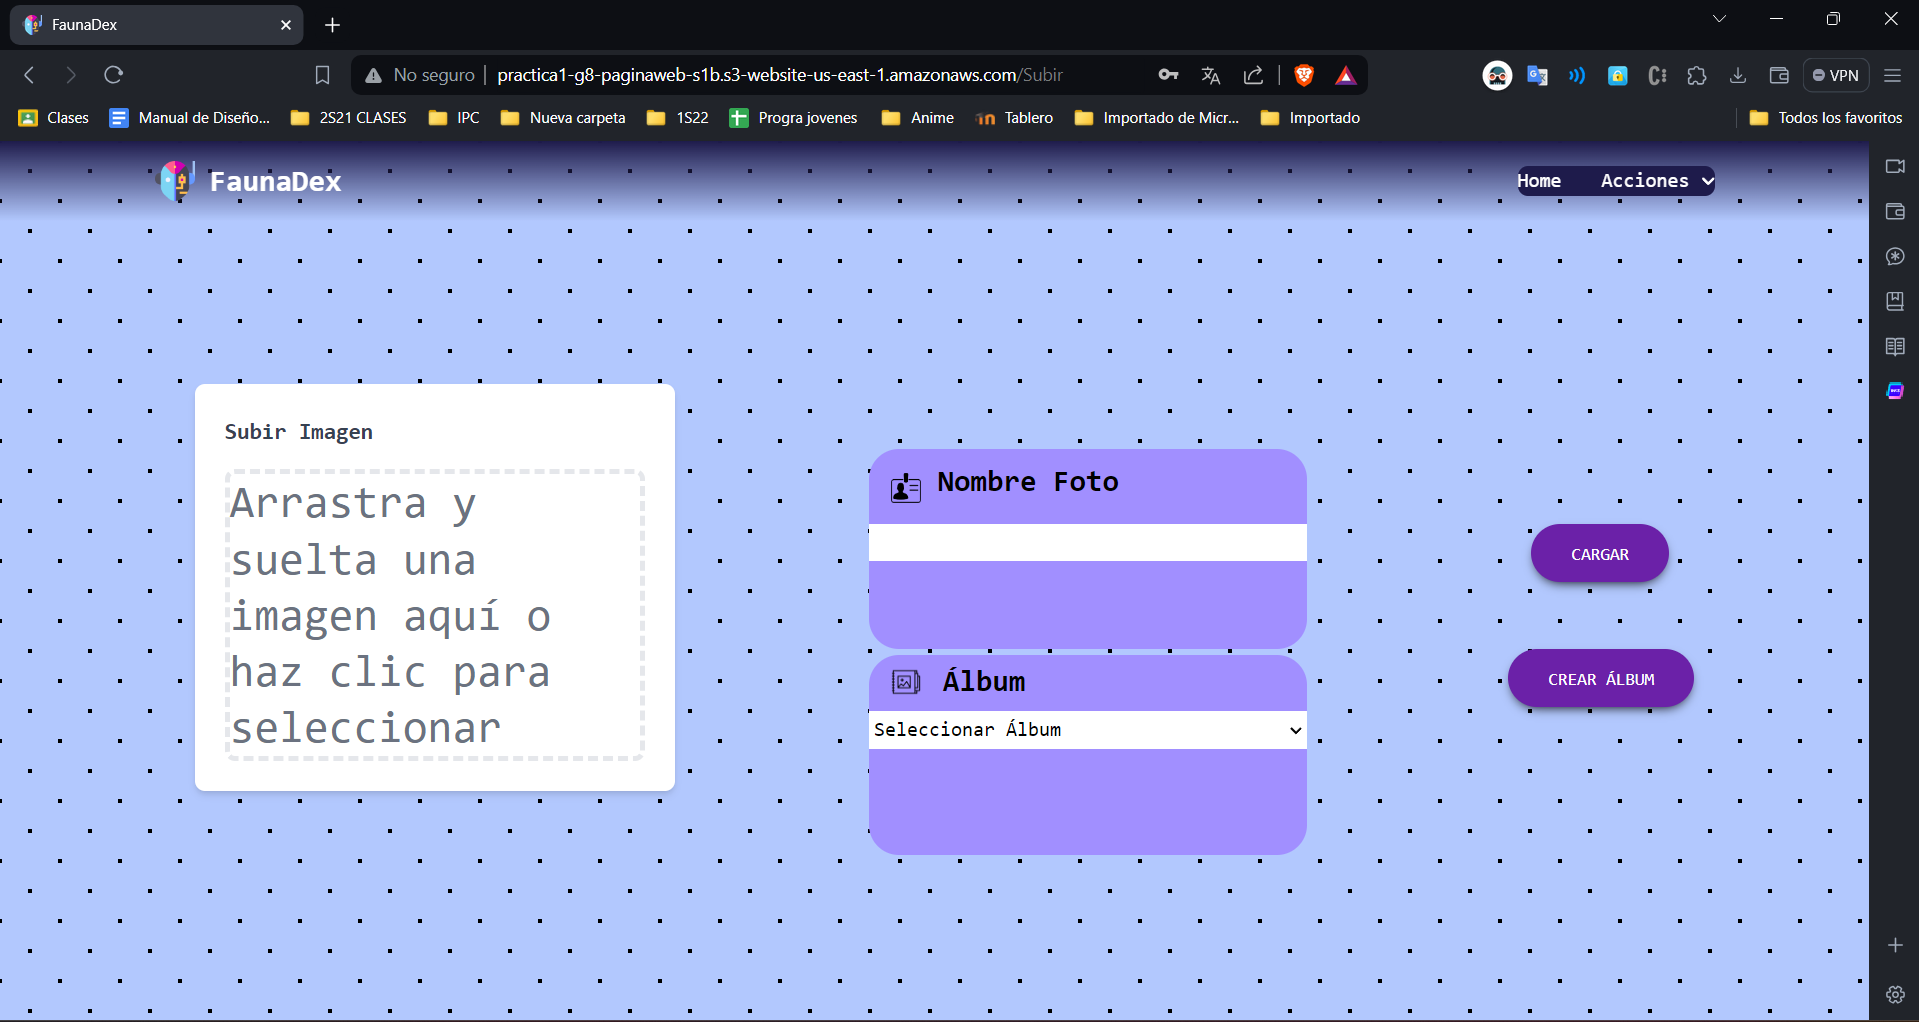 FaunaDex
No seguro
practica1-g8-paginaweb-s1b.s3-website-us-east-1.amazonaws.com/Subir
VPN
Clases
Manual de Diseño...
2S21 CLASES
IPC
Nueva carpeta
1S22
Progra jovenes
Anime
Tablero
Importado de Micr...
Importado
Todos los favoritos
FaunaDex
Home
Acciones
Subir Imagen
Arrastra y
suelta una
imagen aquí o
haz clic para
seleccionar
Nombre Foto
Álbum
Seleccionar Álbum
CARGAR
CREAR ÁLBUM